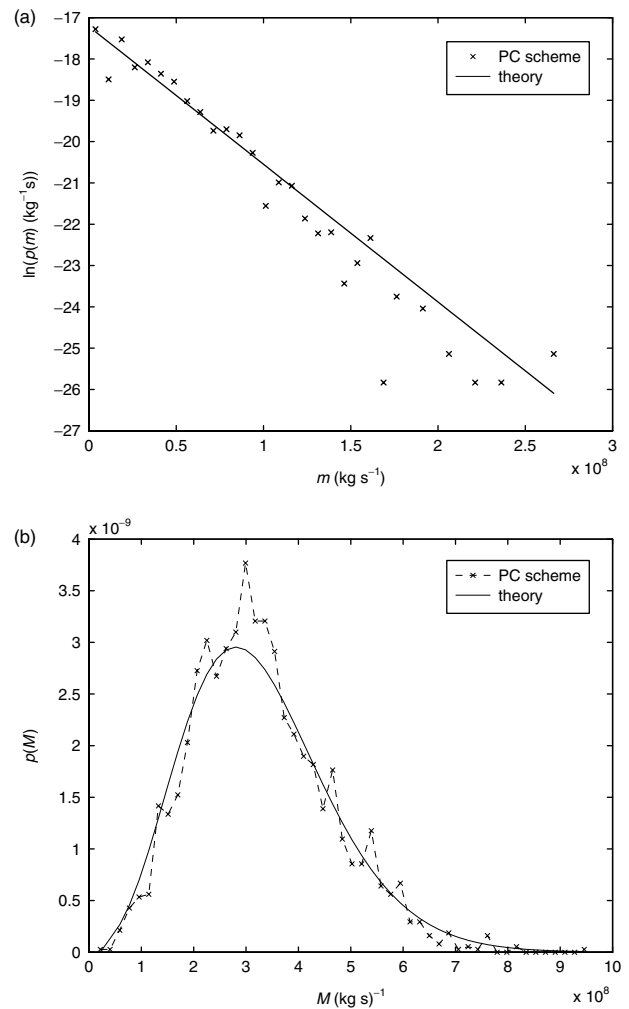 (a)
−17
−18
−19
−20
−21
−22
−23
−24
−25
−26
−27
ln(p(m) (kg⁻¹s)
PC scheme
theory
0 0.5 1 1.5 2 2.5 3
m (kg s⁻¹)
x 10⁸
(b)
x 10⁻⁹
4
3.5
3
2.5
2
1.5
1
0.5
0
p(M)
PC scheme
theory
0 1 2 3 4 5 6 7 8 9 10
M (kg s)⁻¹
x 10⁸